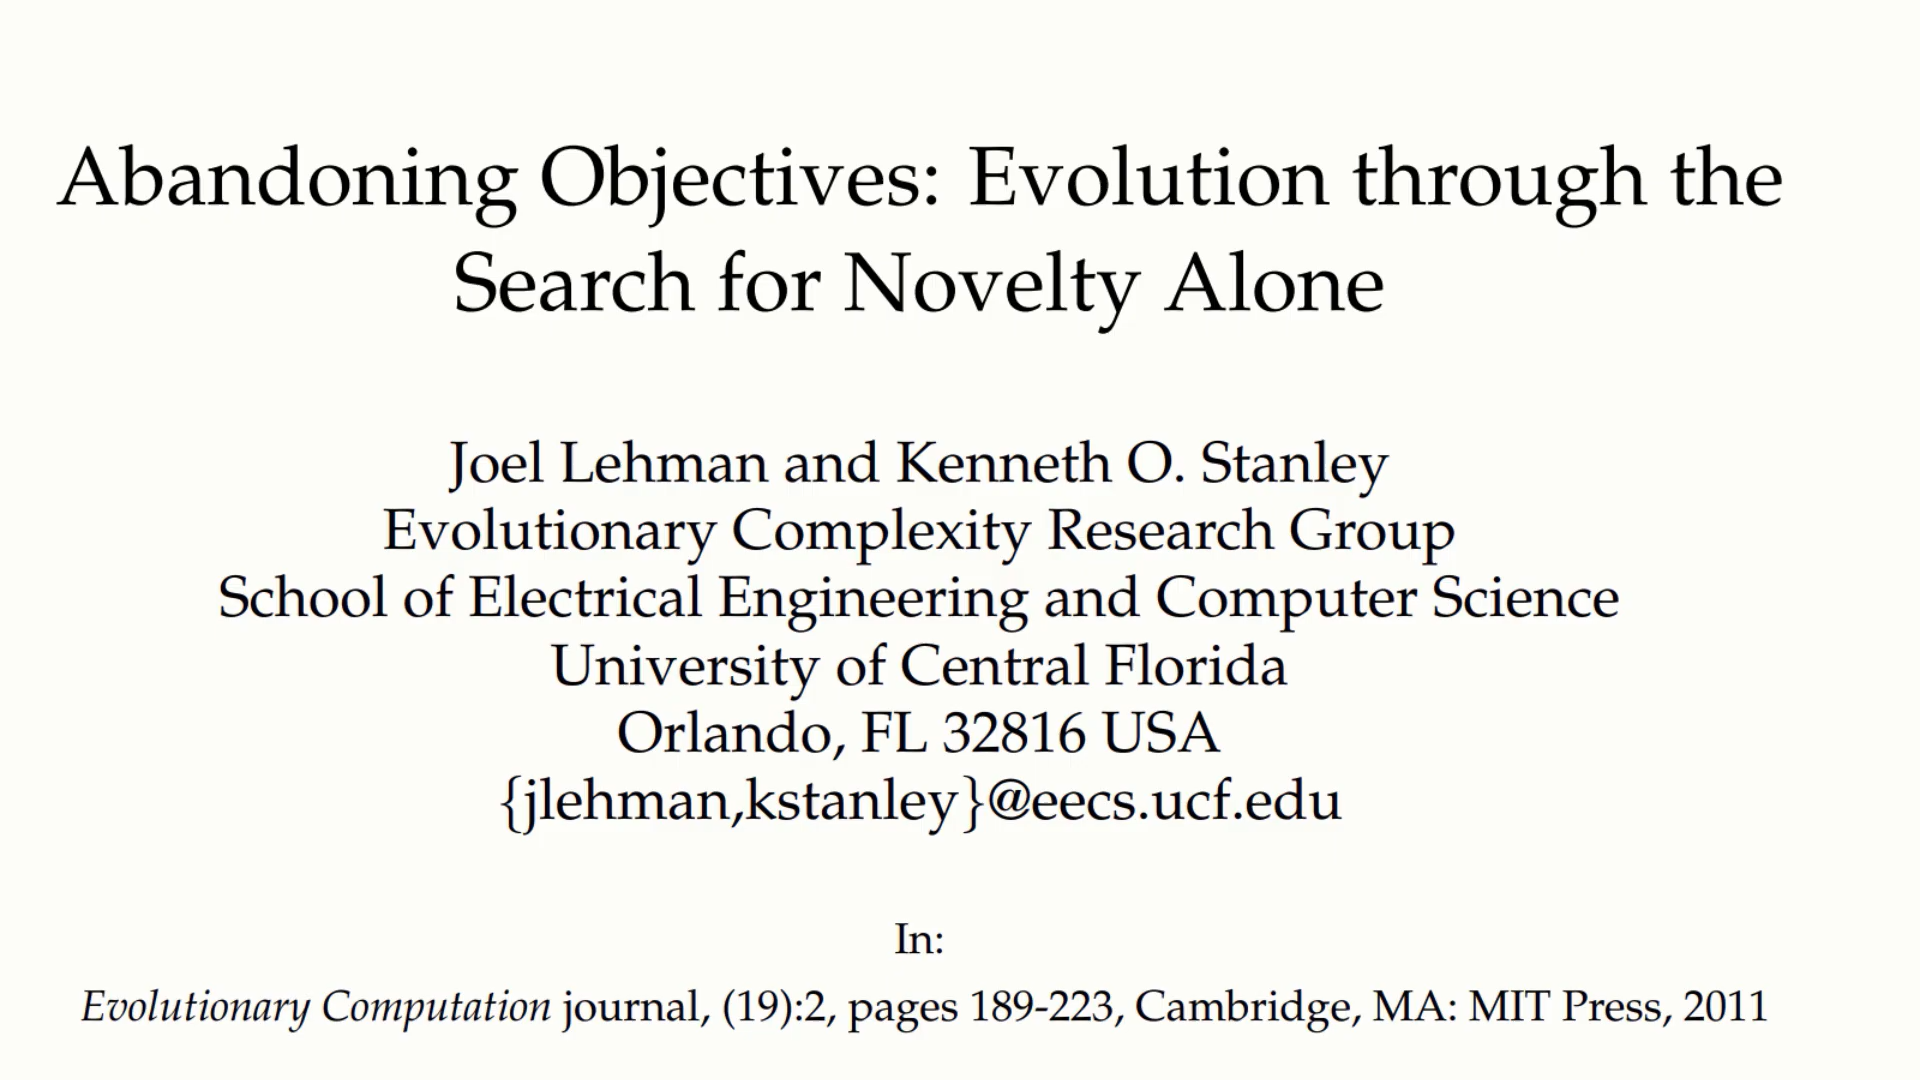 Abandoning Objectives: Evolution through the
Search for Novelty Alone
Joel Lehman and Kenneth O. Stanley
Evolutionary Complexity Research Group
School of Electrical Engineering and Computer Science
University of Central Florida
Orlando, FL 32816 USA
{jlehman,kstanley}@eecs.ucf.edu
In:
Evolutionary Computation journal, (19):2, pages 189-223, Cambridge, MA: MIT Press, 2011